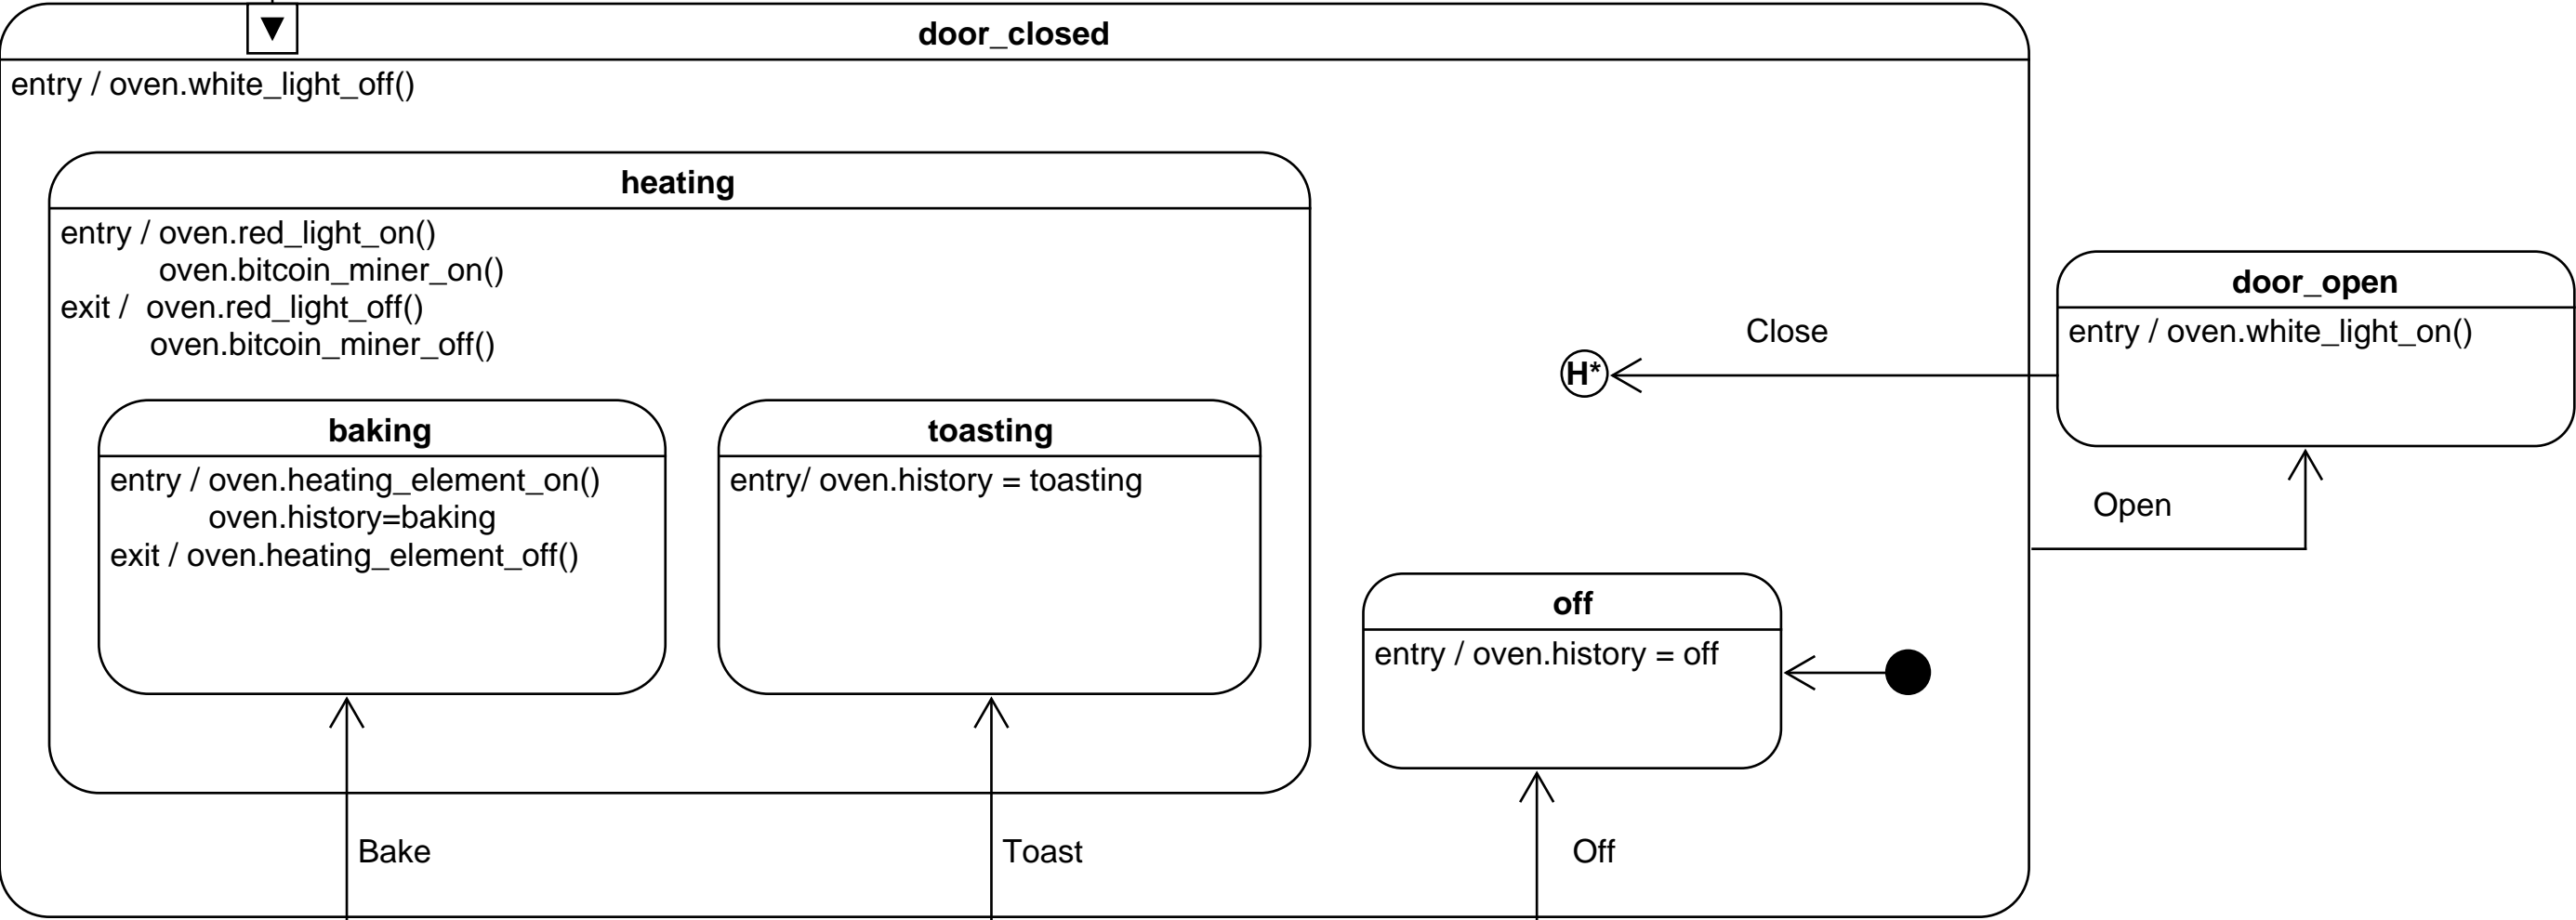 door_closed
entry / oven.white_light_off()
heating
entry / oven.red_light_on()
oven.bitcoin_miner_on()
exit /  oven.red_light_off()
oven.bitcoin_miner_off()
baking
entry / oven.heating_element_on()
oven.history=baking
exit / oven.heating_element_off()
toasting
entry/ oven.history = toasting
H*
Close
door_open
entry / oven.white_light_on()
Open
off
entry / oven.history = off
Bake
Toast
Off